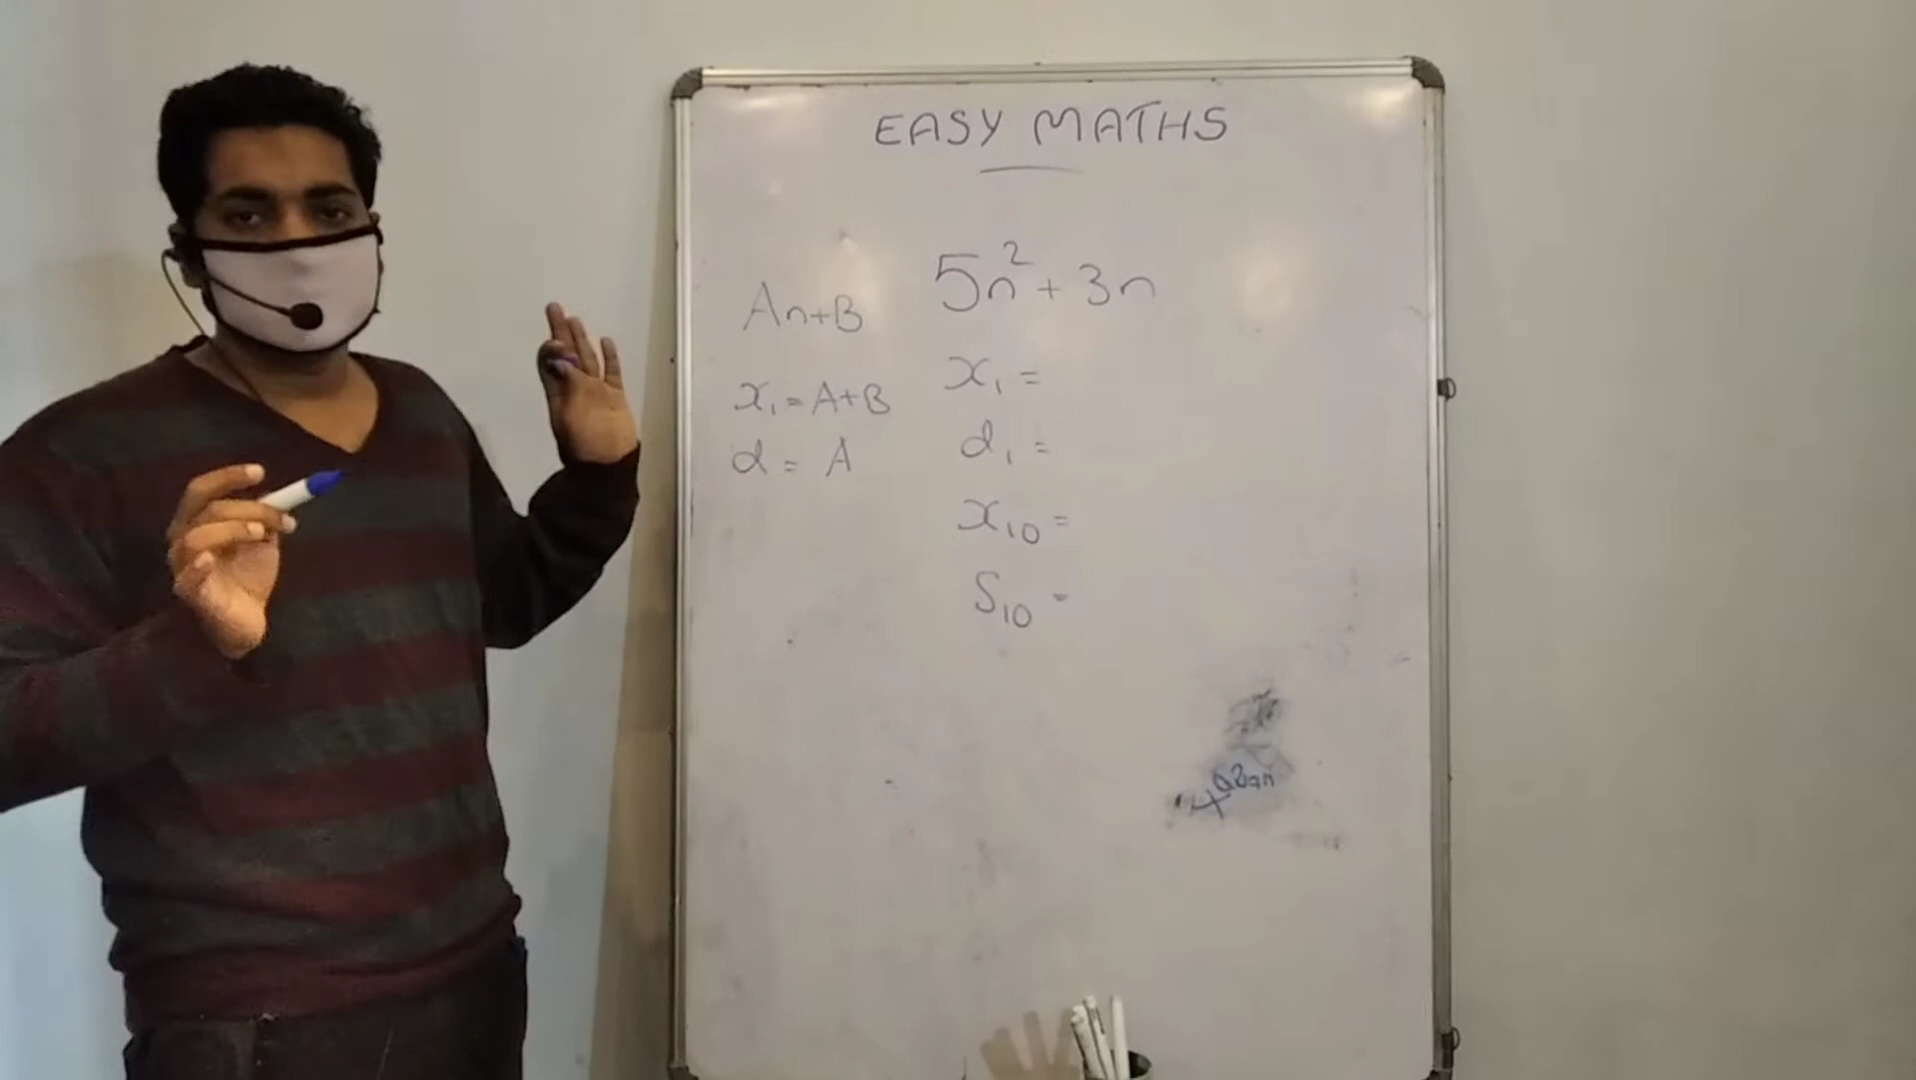 EASY MATHS
An+B
x₁ = A+B
d = A
5n² + 3n
x₁ =
d₁ =
x₁₀ =
S₁₀ =